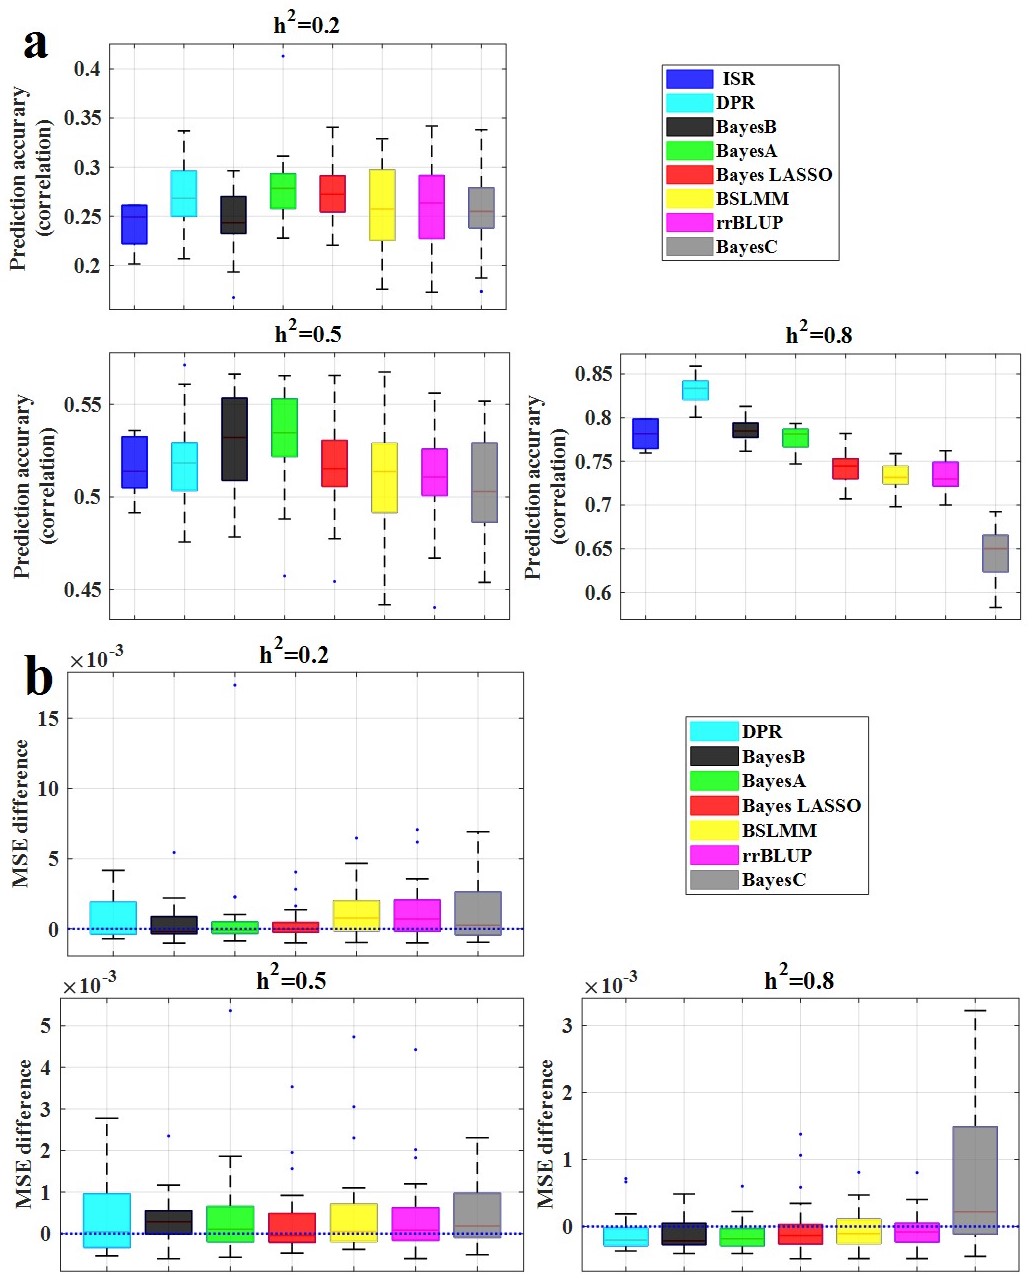 a
h²=0.2
Prediction accurary
(correlation)
0.4
0.35
0.3
0.25
0.2
ISR
DPR
BayesB
BayesA
Bayes LASSO
BSLMM
rrBLUP
BayesC
h²=0.5
Prediction accurary
(correlation)
0.55
0.5
0.45
h²=0.8
Prediction accurary
(correlation)
0.85
0.8
0.75
0.7
0.65
0.6
b
×10⁻³
h²=0.2
MSE difference
15
10
5
0
DPR
BayesB
BayesA
Bayes LASSO
BSLMM
rrBLUP
BayesC
×10⁻³
h²=0.5
MSE difference
5
4
3
2
1
0
×10⁻³
h²=0.8
MSE difference
3
2
1
0